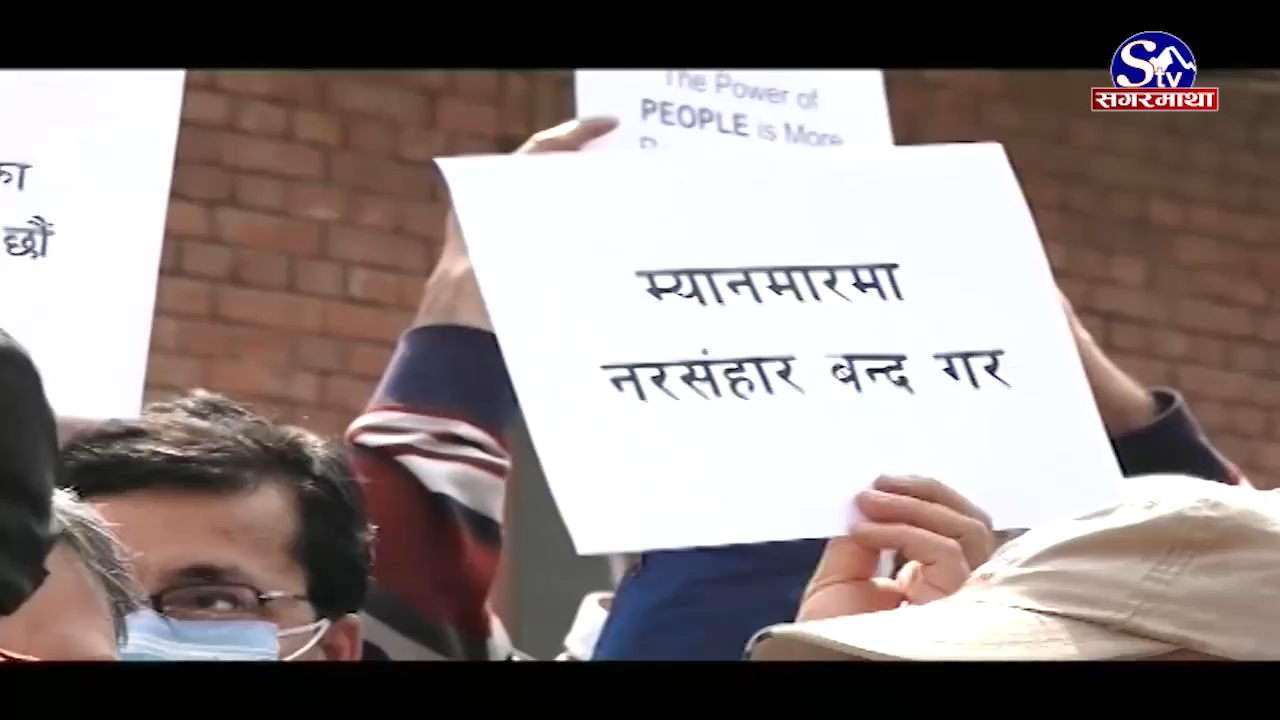 S
tv
सगरमाथा
The Power of
PEOPLE is More
का
छौं
म्यानमारमा
नरसंहार बन्द गर